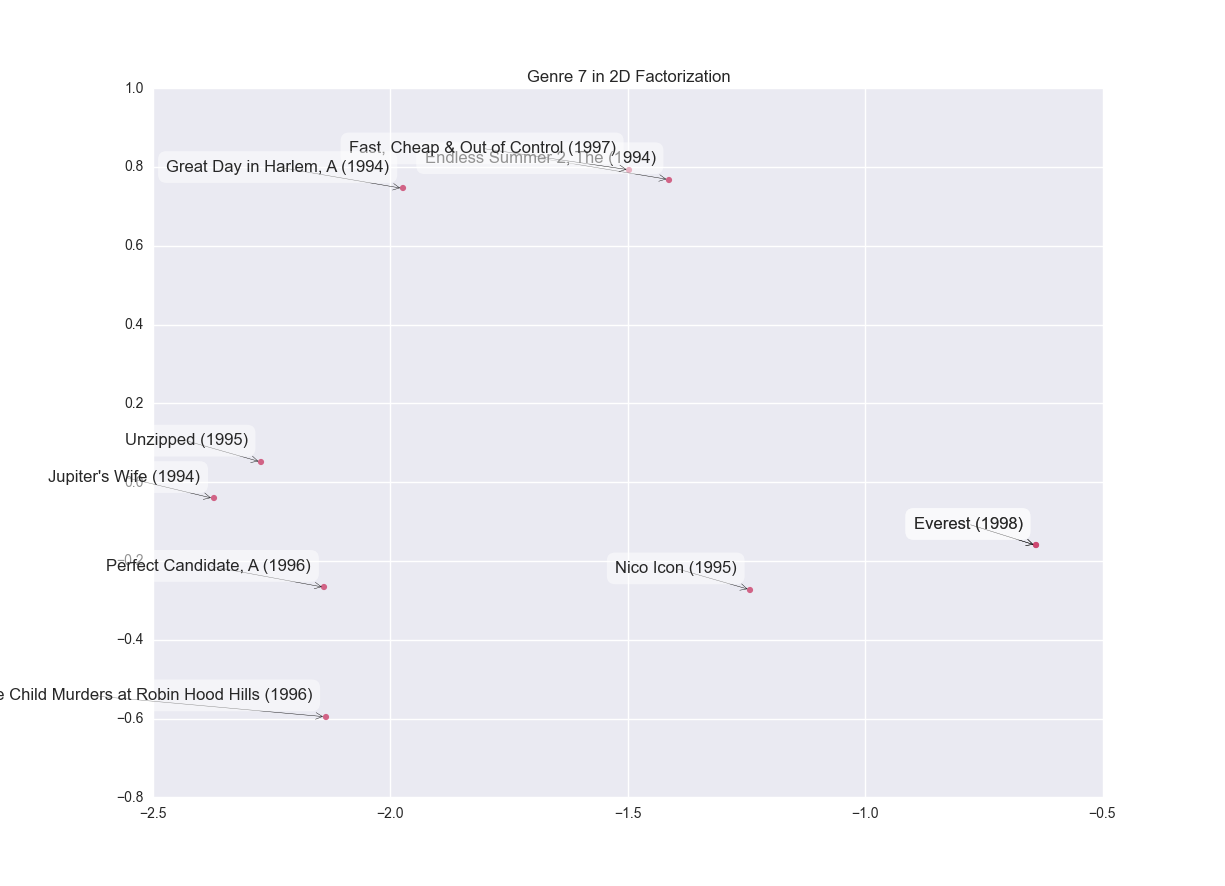 Genre 7 in 2D Factorization
1.0
Fast, Cheap & Out of Control (1997)
Endless Summer 2, The (1994)
Great Day in Harlem, A (1994)
0.8
0.6
0.4
0.2
Unzipped (1995)
Jupiter's Wife (1994)
0.0
Everest (1998)
−0.2
Perfect Candidate, A (1996)
Nico Icon (1995)
−0.4
Child Murders at Robin Hood Hills (1996)
−0.6
−0.8
−2.5
−2.0
−1.5
−1.0
−0.5